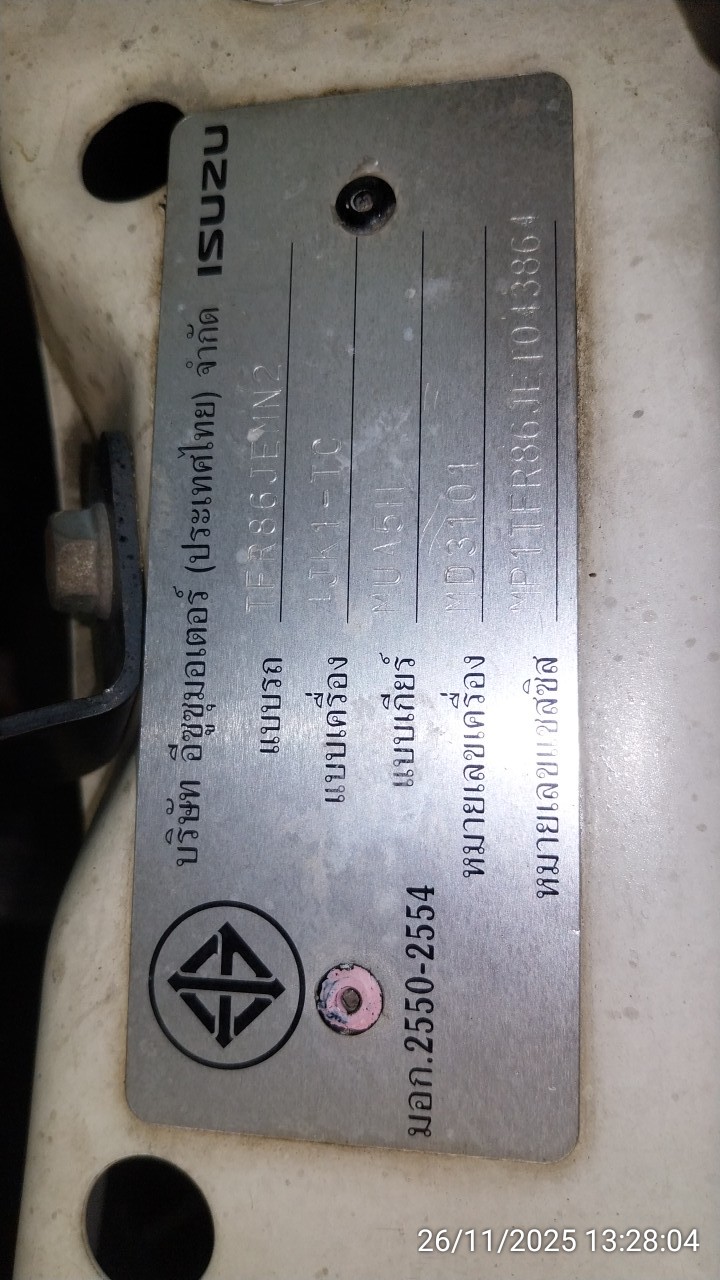 บริษัท อีซูซุมอเตอร์ (ประเทศไทย) จำกัด ISUZU
แบบรถ TFR86JEMN2
แบบเครื่อง 4JK1-TC
แบบเกียร์ MUA5H
หมายเลขเครื่อง MD3101
หมายเลขแชสซิส MP1TFR86JET043864
มอก.2550-2554
26/11/2025 13:28:04